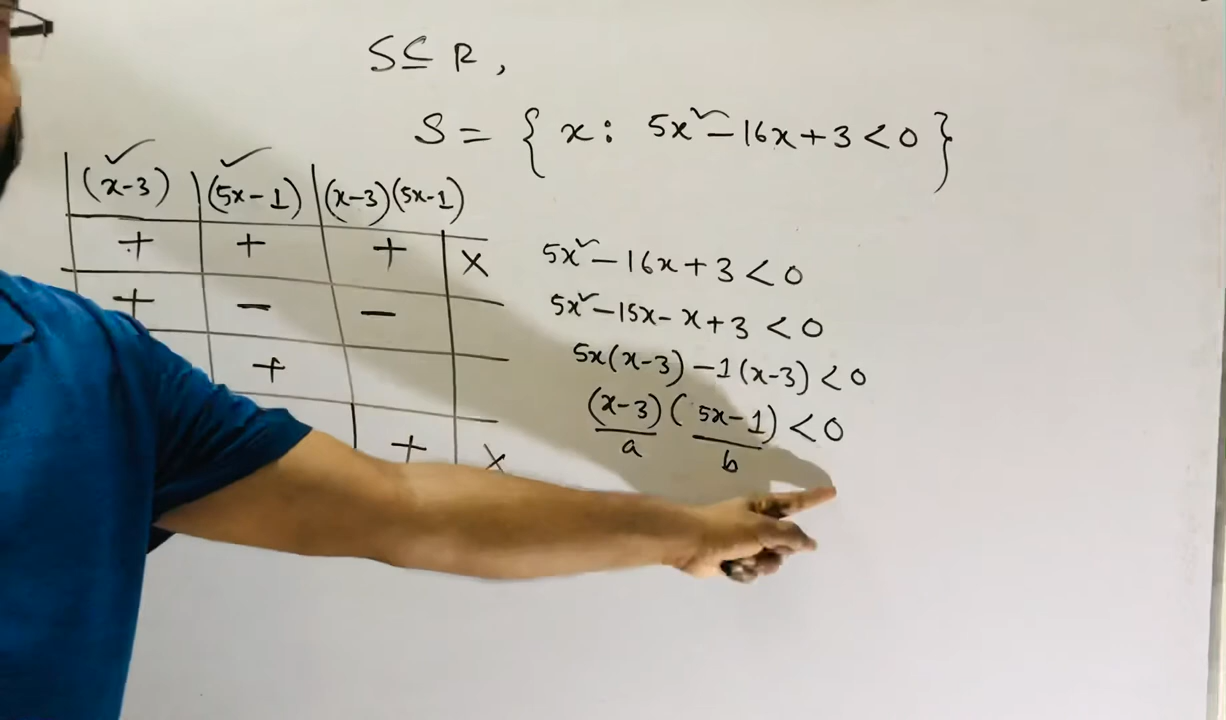 S ⊆ R,
S = { x : 5x² - 16x + 3 < 0 }
(x-3) (5x-1) (x-3)(5x-1)
+ + + x
+ - -
+
+ x
5x² - 16x + 3 < 0
5x² - 15x - x + 3 < 0
5x(x-3) - 1(x-3) < 0
(x-3) (5x-1) < 0
a b